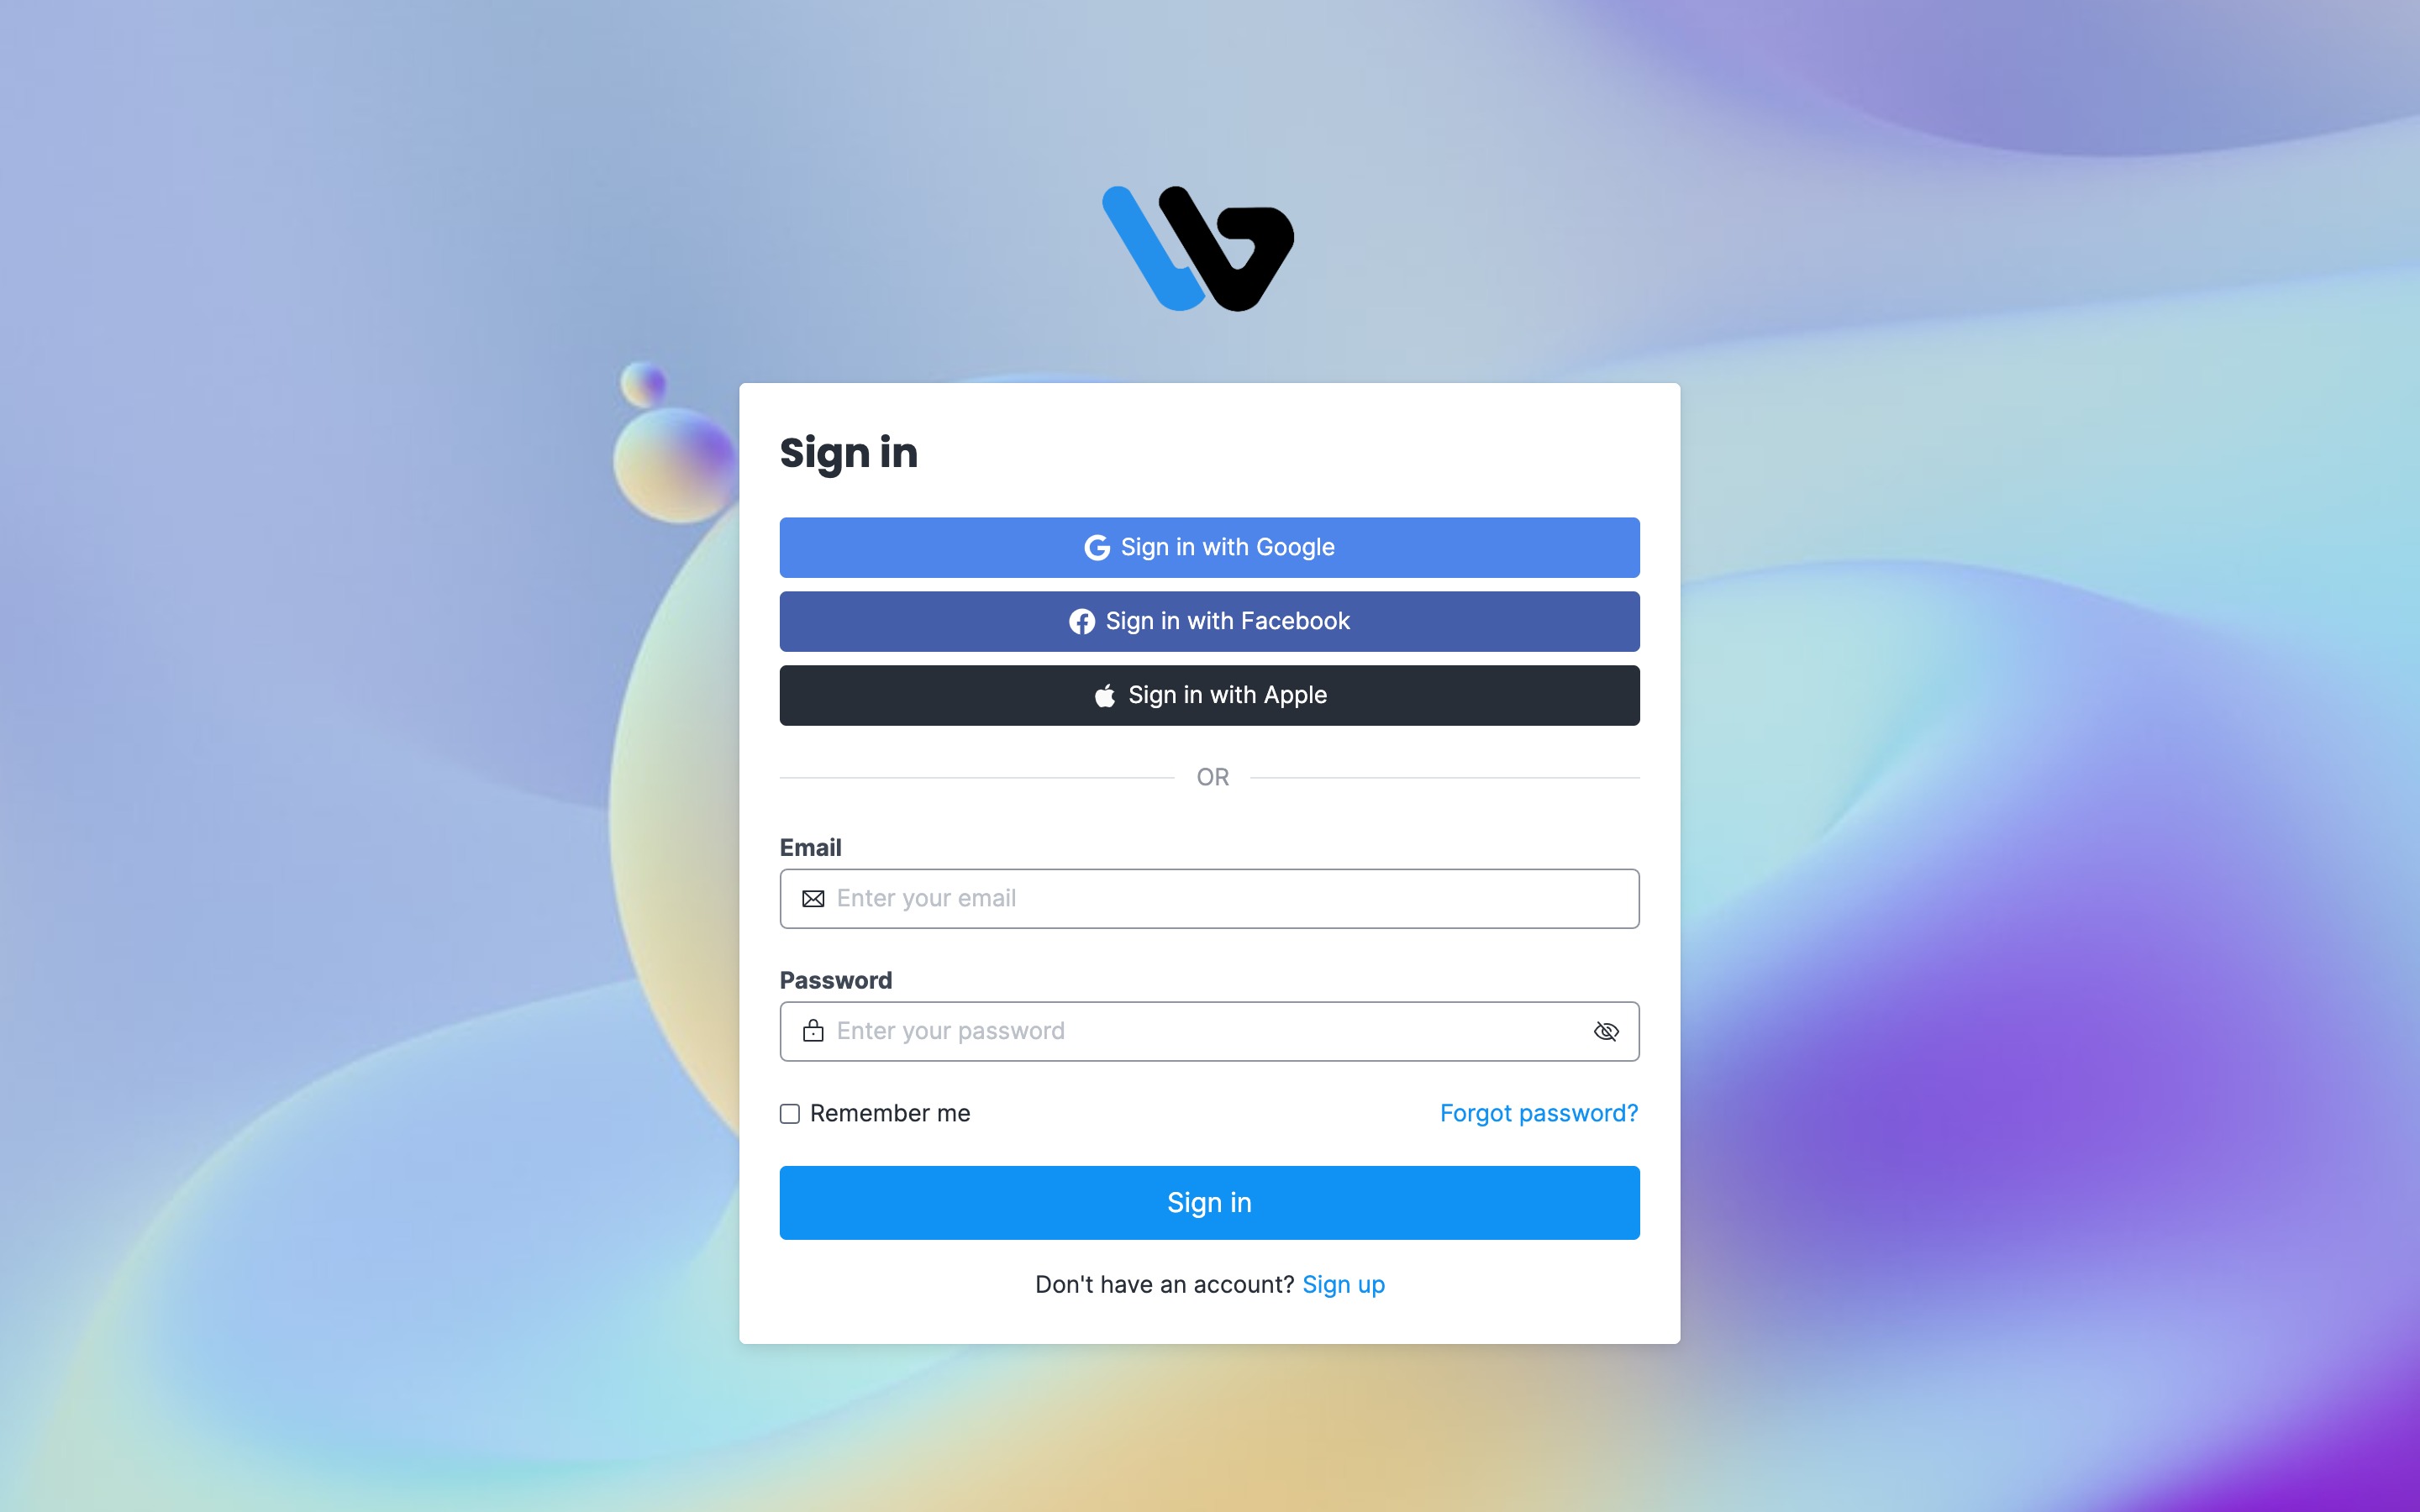 Sign in
Sign in with Google
Sign in with Facebook
Sign in with Apple
OR
Email
Enter your email
Password
Enter your password
Remember me
Forgot password?
Sign in
Don't have an account? Sign up